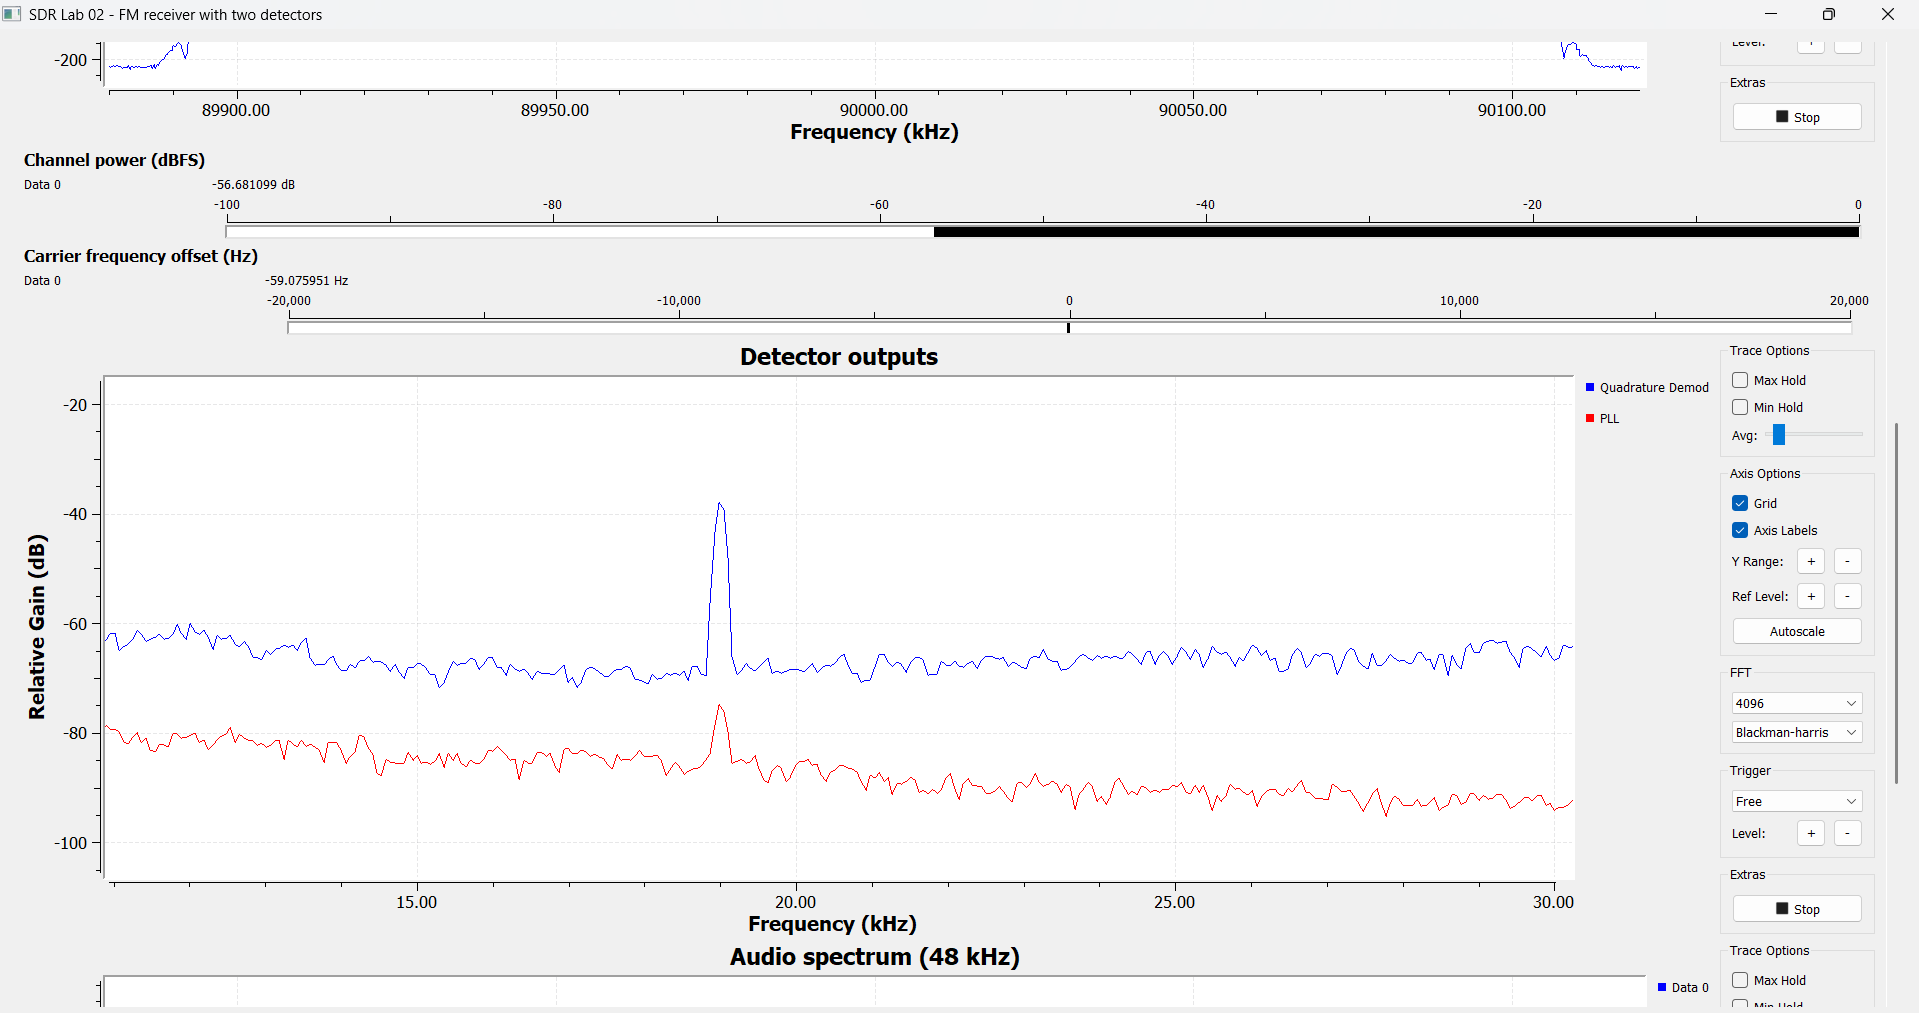 SDR Lab 02 - FM receiver with two detectors
-200
89900.00 89950.00 90000.00 90050.00 90100.00
Frequency (kHz)
Level: + -
Extras
Stop
Channel power (dBFS)
Data 0 -56.681099 dB
-100 -80 -60 -40 -20 0
Carrier frequency offset (Hz)
Data 0 -59.075951 Hz
-20,000 -10,000 0 10,000 20,000
Detector outputs
Relative Gain (dB)
-20
-40
-60
-80
-100
15.00 20.00 25.00 30.00
Frequency (kHz)
Quadrature Demod
PLL
Trace Options
Max Hold
Min Hold
Avg:
Axis Options
Grid
Axis Labels
Y Range: + -
Ref Level: + -
Autoscale
FFT
4096
Blackman-harris
Trigger
Free
Level: + -
Extras
Stop
Audio spectrum (48 kHz)
Data 0
Trace Options
Max Hold
Min Hold